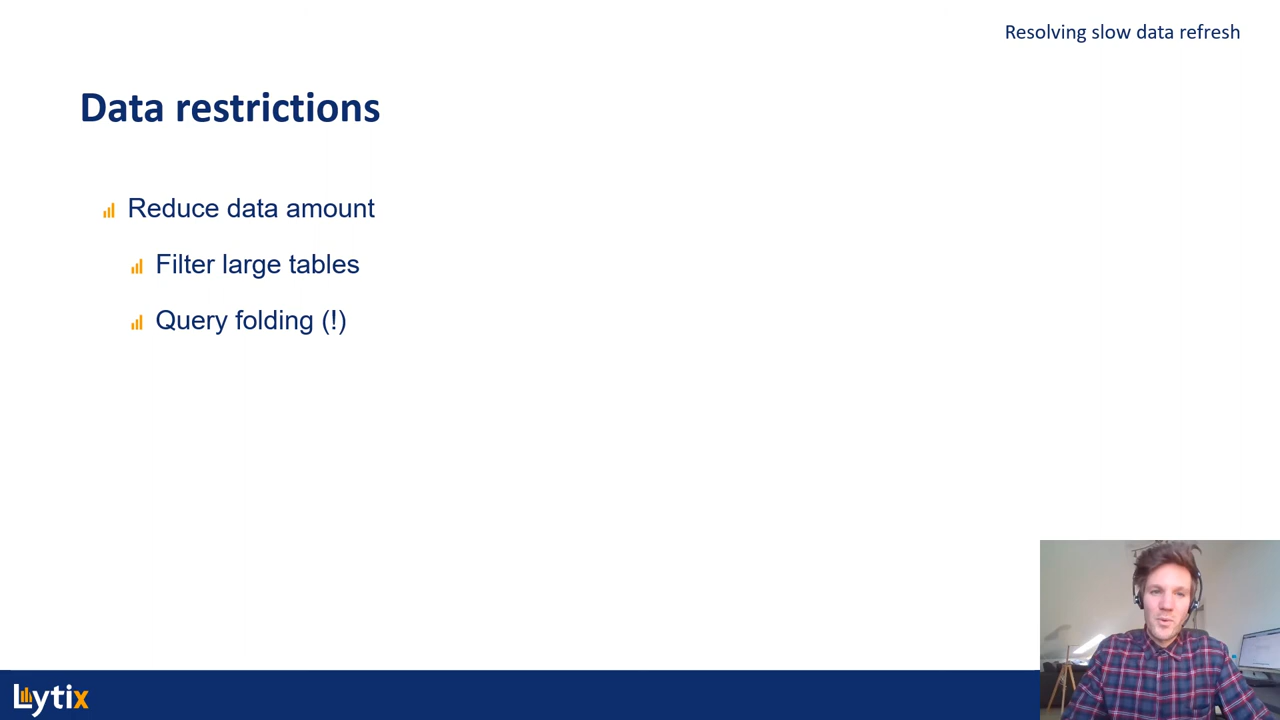 Resolving slow data refresh
Data restrictions
Reduce data amount
Filter large tables
Query folding (!)
Lytix